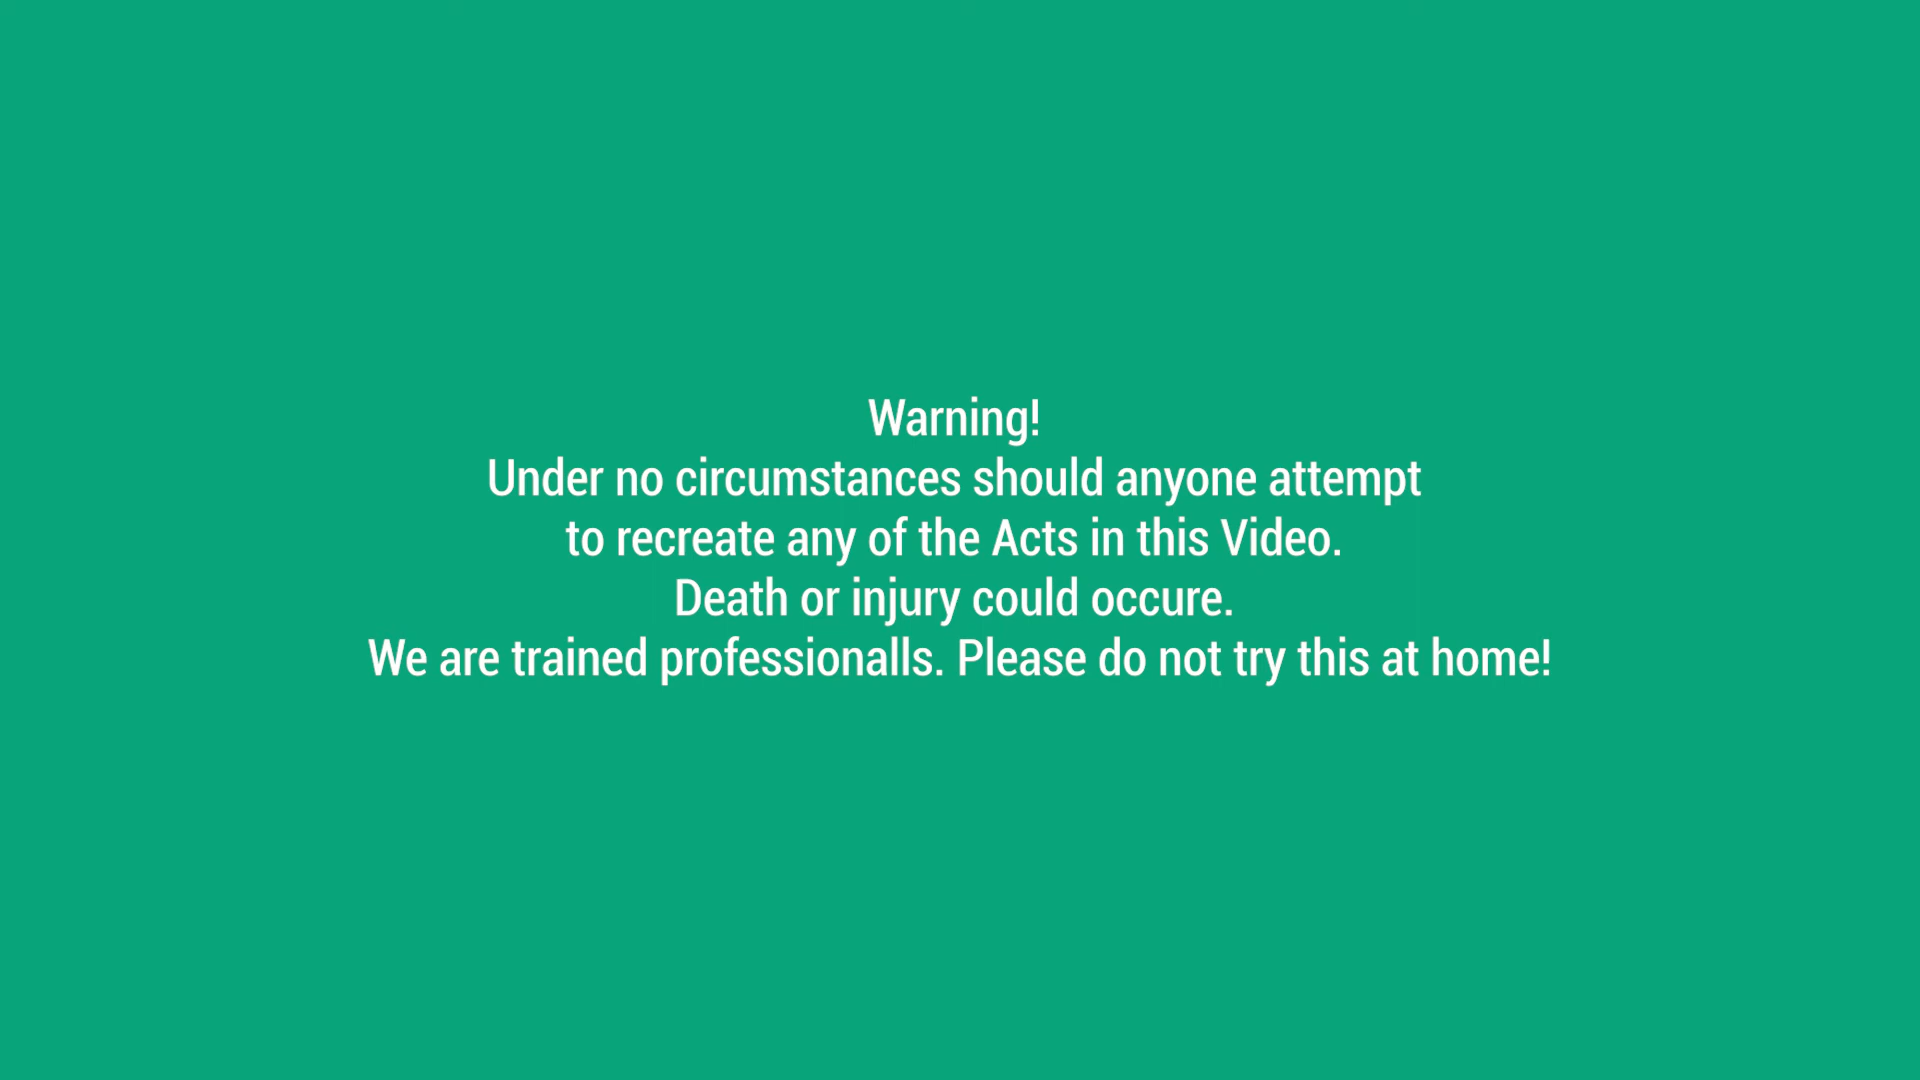 Warning!
Under no circumstances should anyone attempt
to recreate any of the Acts in this Video.
Death or injury could occure.
We are trained professionalls. Please do not try this at home!